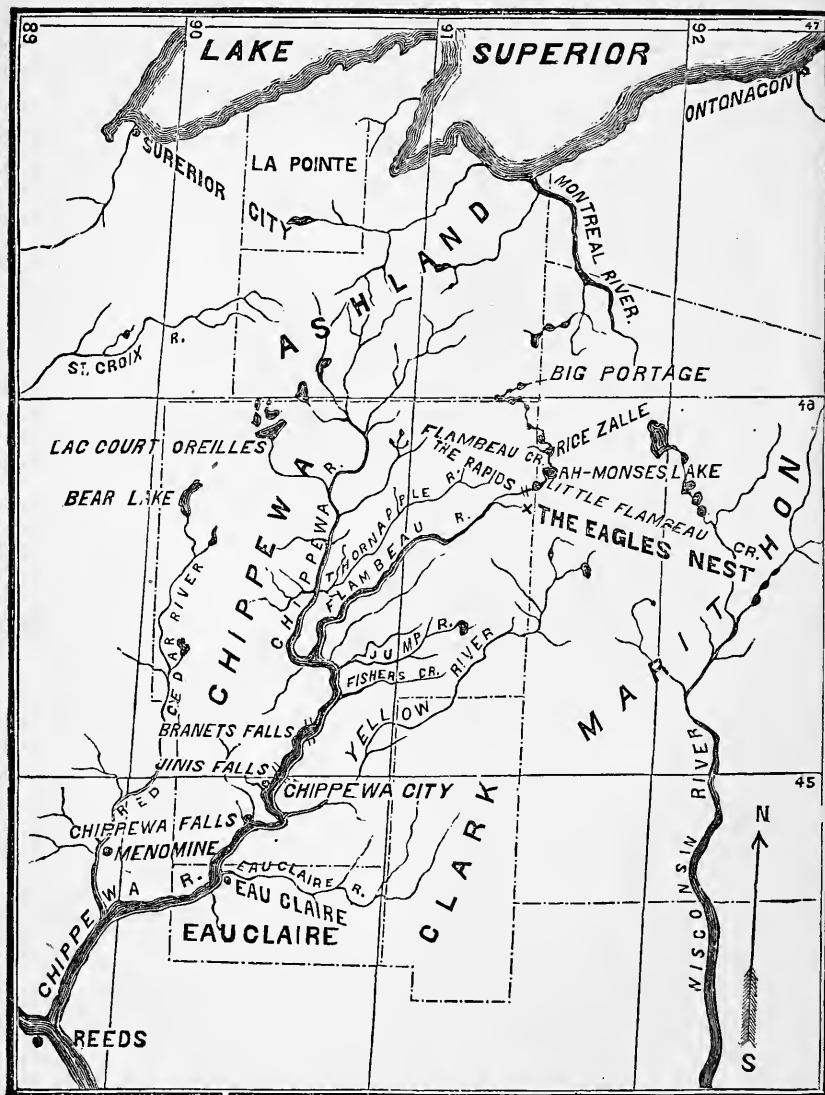 89
90
91
92
47
LAKE SUPERIOR
ONTONAGON
SUPERIOR CITY
LA POINTE
ASHLAND
MONTREAL RIVER.
ST. CROIX R.
BIG PORTAGE
46
LAC COURT OREILLES
FLAMBEAU CR.
RICE ZALLE
THE RAPIDS
AH-MONSES LAKE
BEAR LAKE
LITTLE FLAMBEAU
THE EAGLES NEST
CR.
CHIPPEWA
CHIPPEWA R.
THORNAPPLE R.
FLAMBEAU R.
MARITHON
RED CEDAR RIVER
JUMP R.
FISHERS CR.
YELLOW RIVER
BRANETS FALLS
JINIS FALLS
CHIPPEWA CITY
45
CHIPPEWA FALLS
MENOMINE
CLARK
N
EAU CLAIRE R.
EAU CLAIRE
EAU CLAIRE
CHIPPEWA R.
WISCONSIN RIVER
REEDS
S